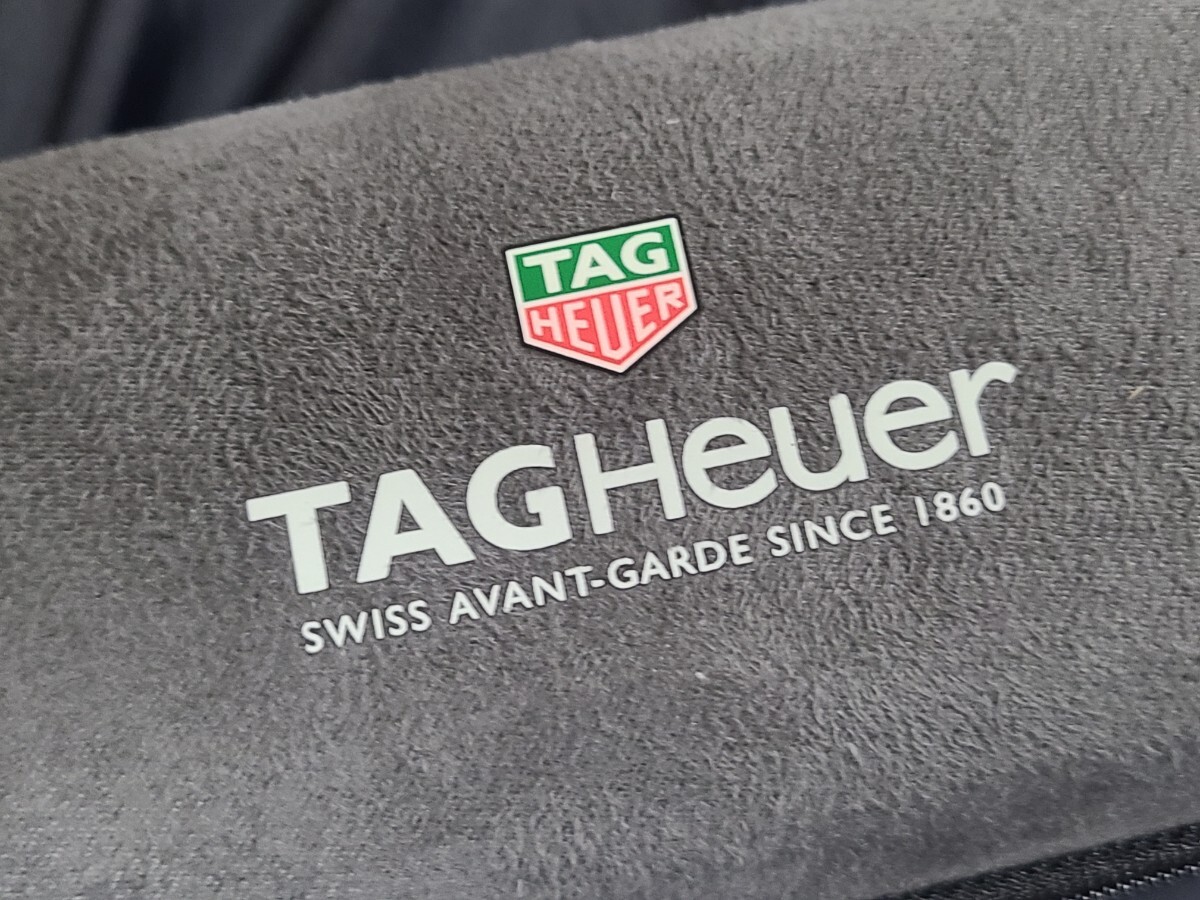 TAG
HEUER
TAGHeuer
SWISS AVANT-GARDE SINCE 1860